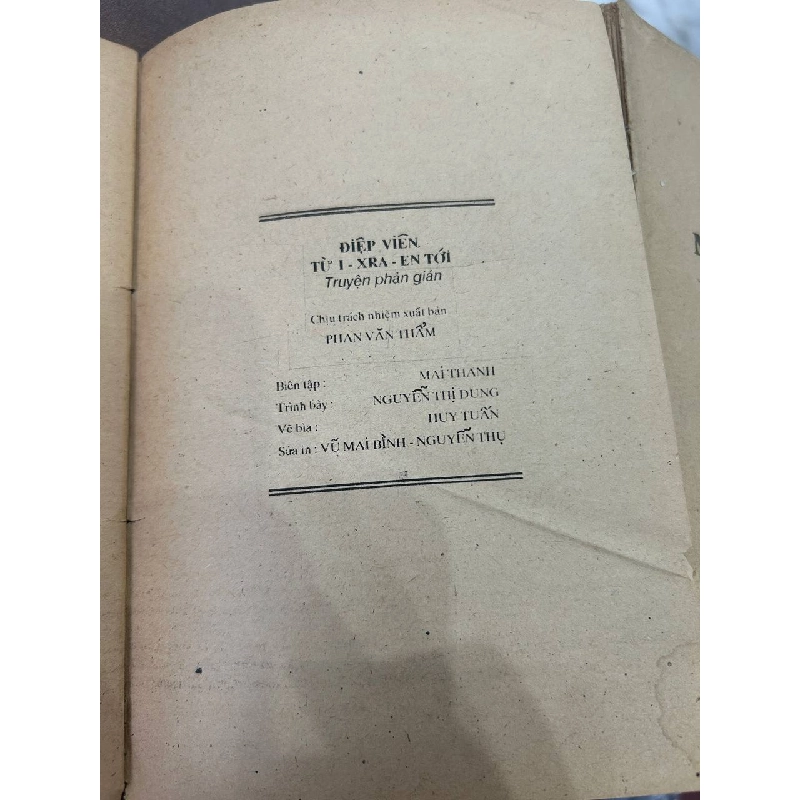 ĐIỆP VIÊN
TỪ I - XRA - EN TỚI
Truyện phản gián
Chịu trách nhiệm xuất bản
PHAN VĂN THẨM
Biên tập : MAI THANH
Trình bày : NGUYỄN THỊ DUNG
Vẽ bìa : HUY TUẤN
Sửa in : VŨ MAI BÌNH - NGUYỄN THỤ